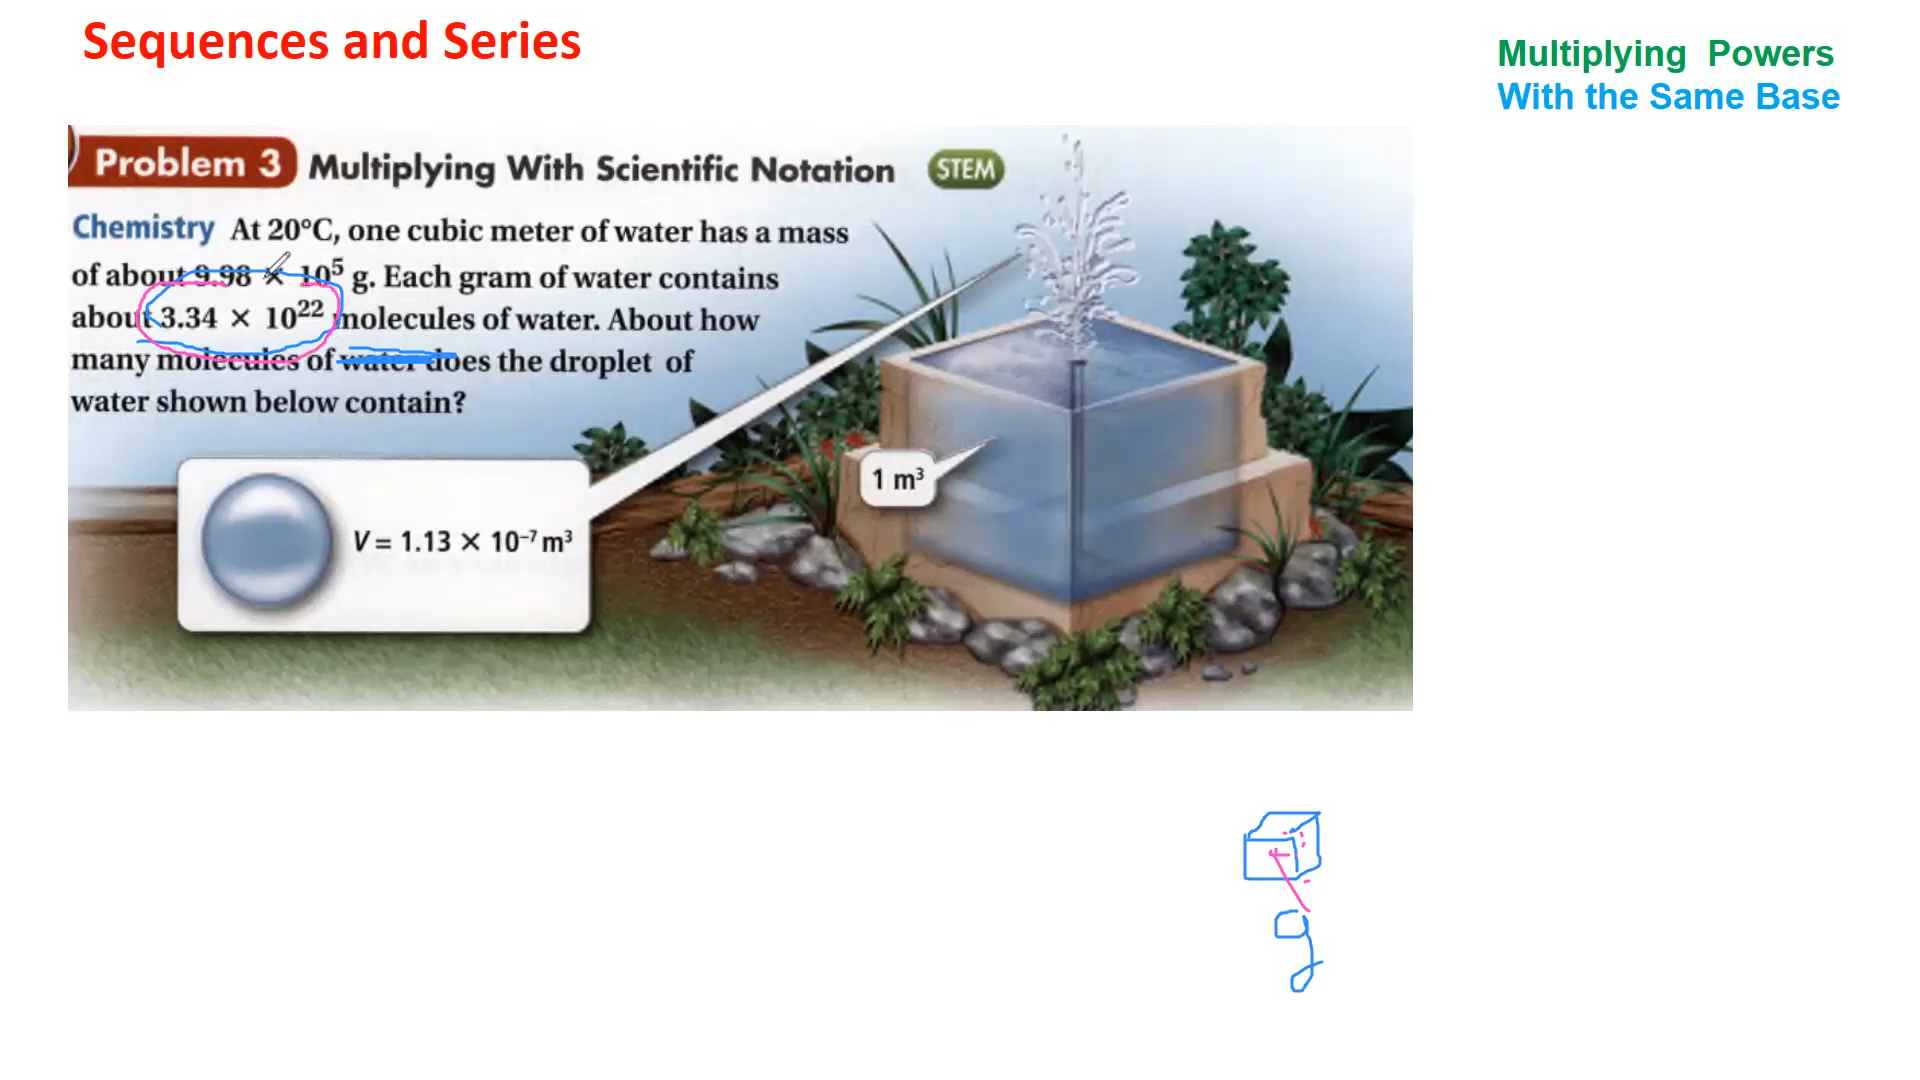 Sequences and Series
Multiplying Powers
With the Same Base
Problem 3 Multiplying With Scientific Notation STEM
Chemistry At 20°C, one cubic meter of water has a mass
of about 9.98 × 10⁵ g. Each gram of water contains
about 3.34 × 10²² molecules of water. About how
many molecules of water does the droplet of
water shown below contain?
1 m³
V = 1.13 × 10⁻⁷ m³
g